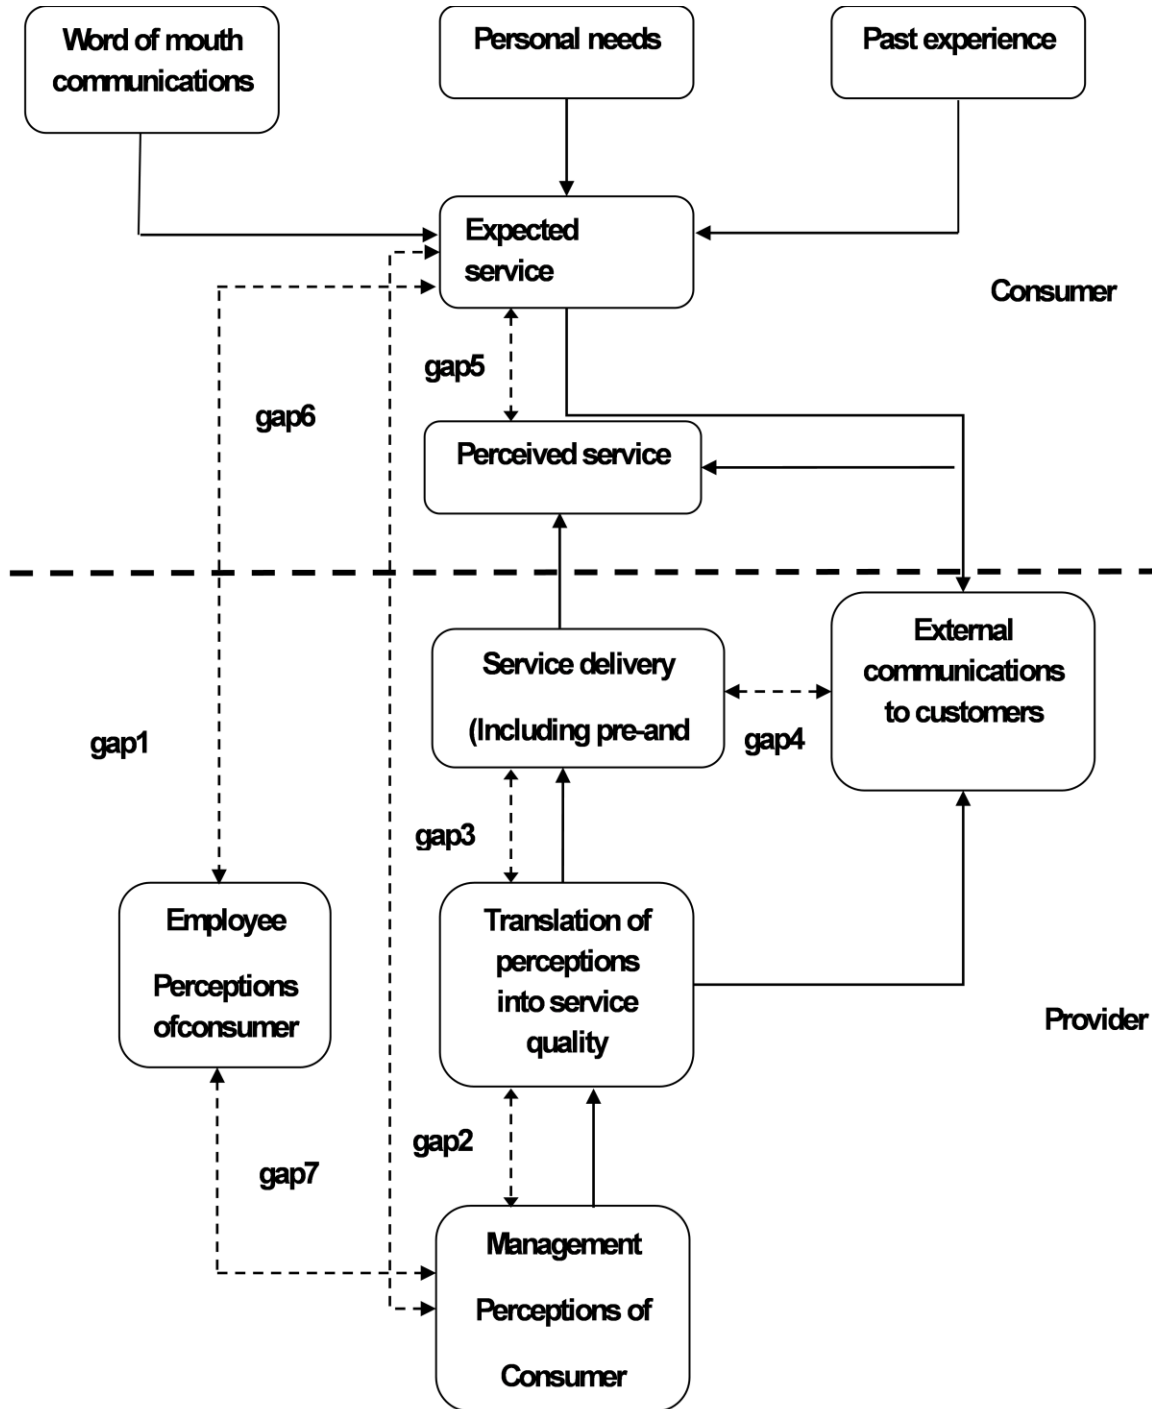 Word of mouth
communications
Personal needs
Past experience
Expected
service
Consumer
gap5
gap6
Perceived service
External
communications
to customers
Service delivery
(Including pre-and
gap4
gap1
gap3
Employee
Perceptions
ofconsumer
Translation of
perceptions
into service
quality
Provider
gap2
gap7
Management
Perceptions of
Consumer